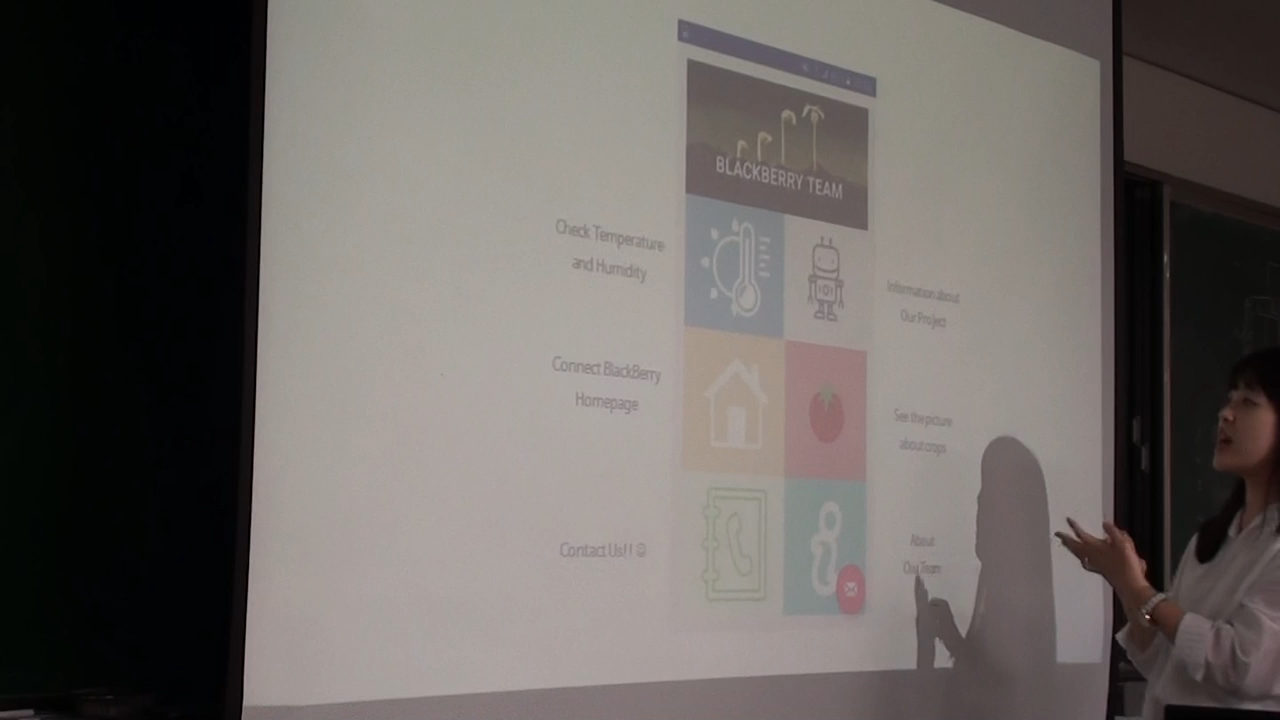 BLACKBERRY TEAM
Check Temperature
and Humidity
Information about
Our Project
Connect BlackBerry
Homepage
See the picture
about crops
Contact Us!! ☺
About
Our Team